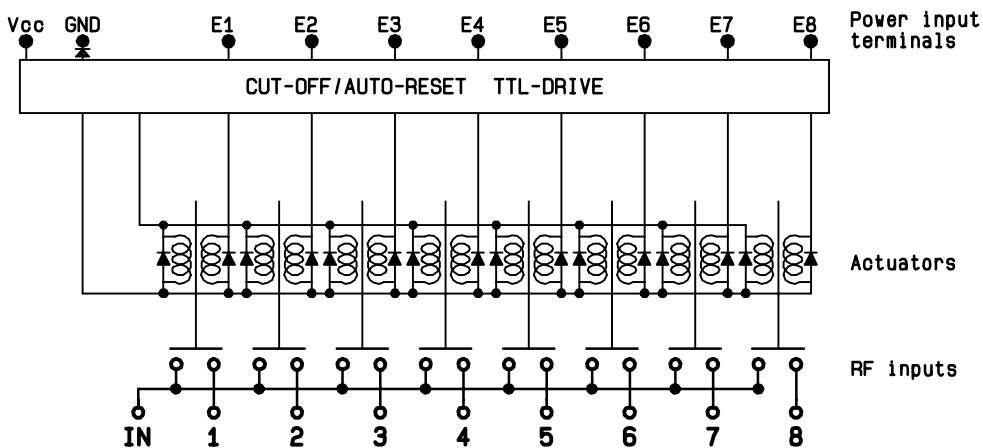 Vcc GND E1 E2 E3 E4 E5 E6 E7 E8 Power input
terminals
CUT-OFF/AUTO-RESET TTL-DRIVE
Actuators
RF inputs
IN 1 2 3 4 5 6 7 8